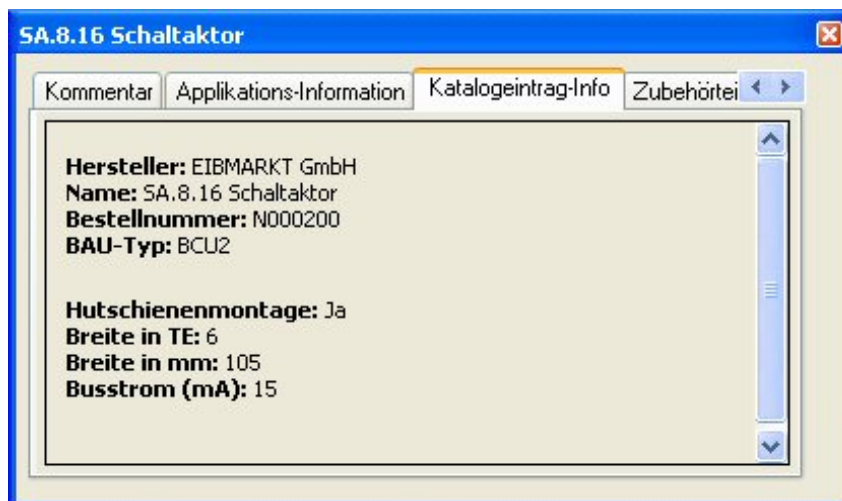 SA.8.16 Schaltaktor
Kommentar Applikations-Information Katalogeintrag-Info Zubehörtei
Hersteller: EIBMARKT GmbH
Name: SA.8.16 Schaltaktor
Bestellnummer: N000200
BAU-Typ: BCU2
Hutschienenmontage: Ja
Breite in TE: 6
Breite in mm: 105
Busstrom (mA): 15